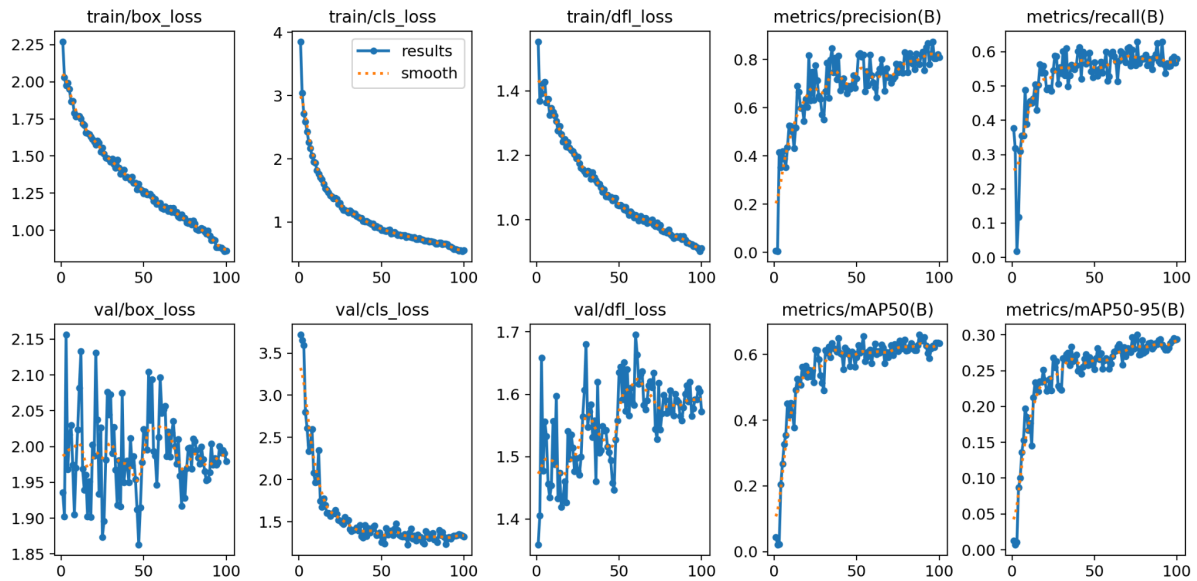 train/box_loss
train/cls_loss
train/dfl_loss
metrics/precision(B)
metrics/recall(B)
2.25
2.00
1.75
1.50
1.25
1.00
0 50 100
4
3
2
1
results
smooth
0 50 100
1.4
1.2
1.0
0 50 100
0.8
0.6
0.4
0.2
0.0
0 50 100
0.6
0.5
0.4
0.3
0.2
0.1
0.0
0 50 100
val/box_loss
val/cls_loss
val/dfl_loss
metrics/mAP50(B)
metrics/mAP50-95(B)
2.15
2.10
2.05
2.00
1.95
1.90
1.85
0 50 100
3.5
3.0
2.5
2.0
1.5
0 50 100
1.7
1.6
1.5
1.4
0 50 100
0.6
0.4
0.2
0.0
0 50 100
0.30
0.25
0.20
0.15
0.10
0.05
0.00
0 50 100